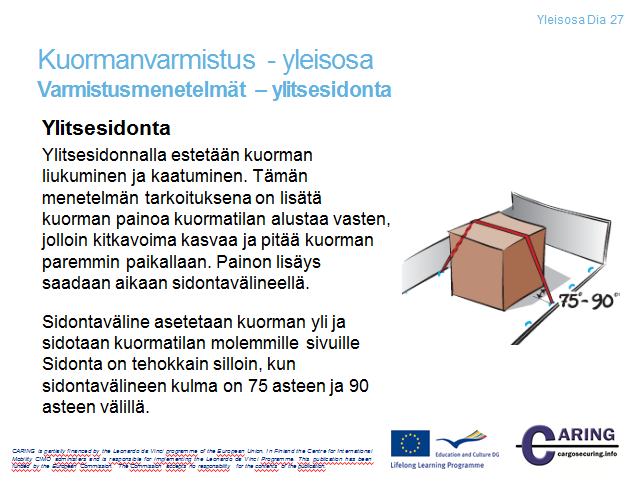 Yleisosa Dia 27
Kuormanvarmistus - yleisosa
Varmistusmenetelmät – ylitsesidonta
Ylitsesidonta
Ylitsesidonnalla estetään kuorman
liukuminen ja kaatuminen. Tämän
menetelmän tarkoituksena on lisätä
kuorman painoa kuormatilan alustaa vasten,
jolloin kitkavoima kasvaa ja pitää kuorman
paremmin paikallaan. Painon lisäys
saadaan aikaan sidontavälineellä.
75°-90°
Sidontaväline asetetaan kuorman yli ja
sidotaan kuormatilan molemmille sivuille
Sidonta on tehokkain silloin, kun
sidontavälineen kulma on 75 asteen ja 90
asteen välillä.
CARING is partially financed by the Leonardo da Vinci programme of the European Union. In Finland the Centre for International
Mobility CIMO administers and is responsible for implementing the Leonardo da Vinci Programme. This publication has been
funded by the European Commission. The Commission accepts no responsibility for the contents of the publication.
Education and Culture DG
Lifelong Learning Programme
CARING
cargosecuring.info